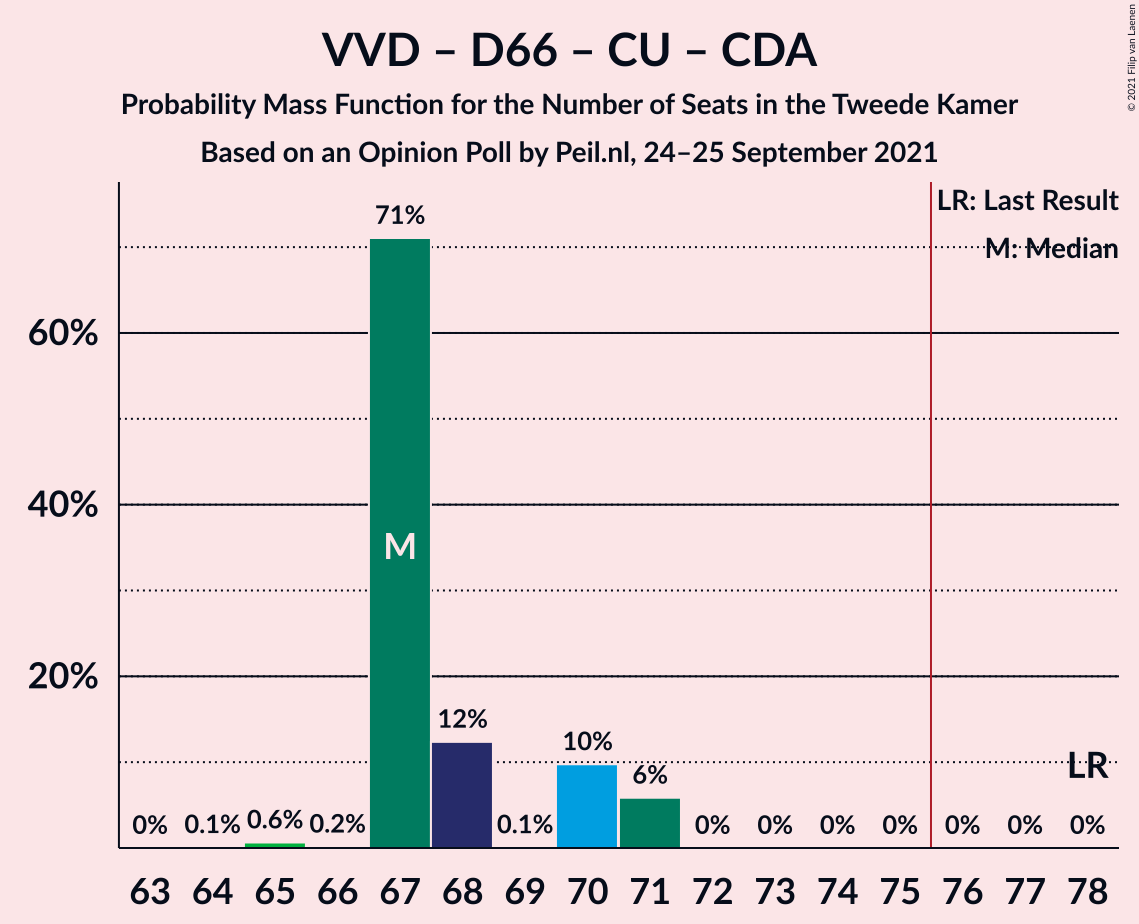 VVD – D66 – CU – CDA
Probability Mass Function for the Number of Seats in the Tweede Kamer
Based on an Opinion Poll by Peil.nl, 24–25 September 2021
© 2021 Filip van Laenen
LR: Last Result
M: Median
60%
40%
20%
0% 0.1% 0.6% 0.2% 71% 12% 0.1% 10% 6% 0% 0% 0% 0% 0% 0% 0%
M
LR
63 64 65 66 67 68 69 70 71 72 73 74 75 76 77 78